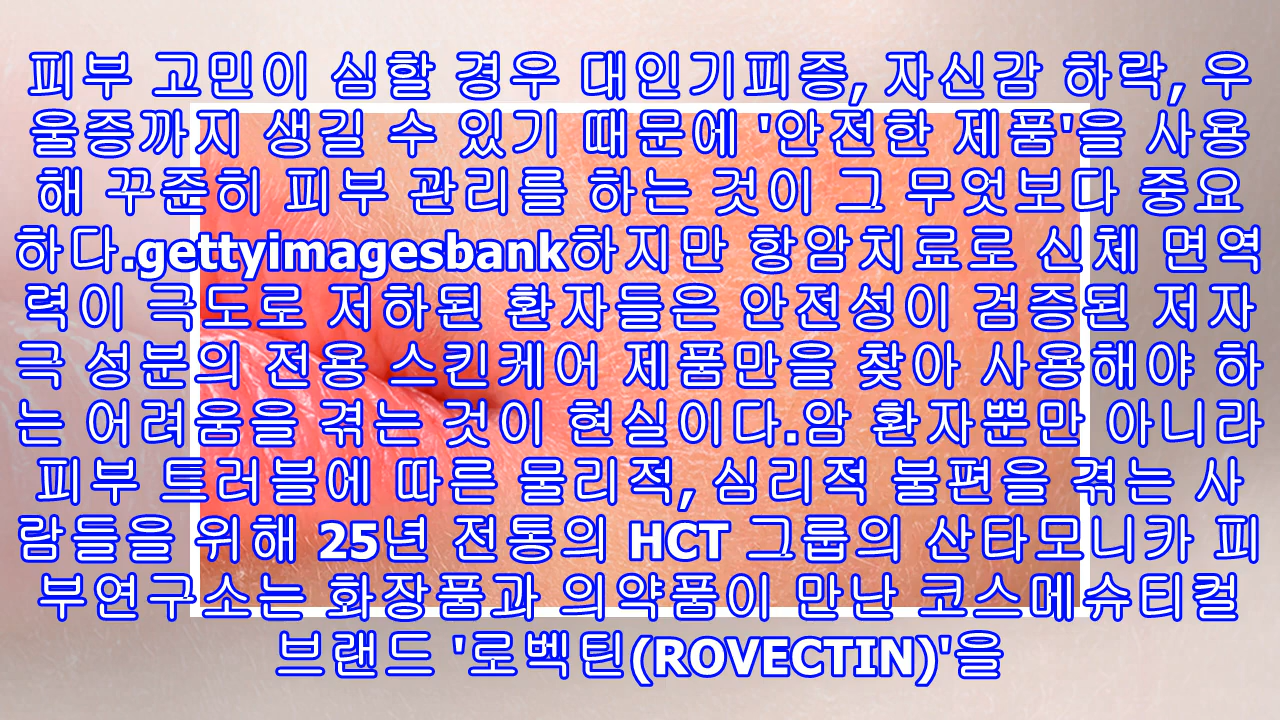 피부 고민이 심할 경우 대인기피증, 자신감 하락, 우
울증까지 생길 수 있기 때문에 '안전한 제품'을 사용
해 꾸준히 피부 관리를 하는 것이 그 무엇보다 중요
하다.gettyimagesbank하지만 항암치료로 신체 면역
력이 극도로 저하된 환자들은 안전성이 검증된 저자
극 성분의 전용 스킨케어 제품만을 찾아 사용해야 하
는 어려움을 겪는 것이 현실이다.암 환자뿐만 아니라
피부 트러블에 따른 물리적, 심리적 불편을 겪는 사
람들을 위해 25년 전통의 HCT 그룹의 산타모니카 피
부연구소는 화장품과 의약품이 만난 코스메슈티컬
브랜드 '로벡틴(ROVECTIN)'을